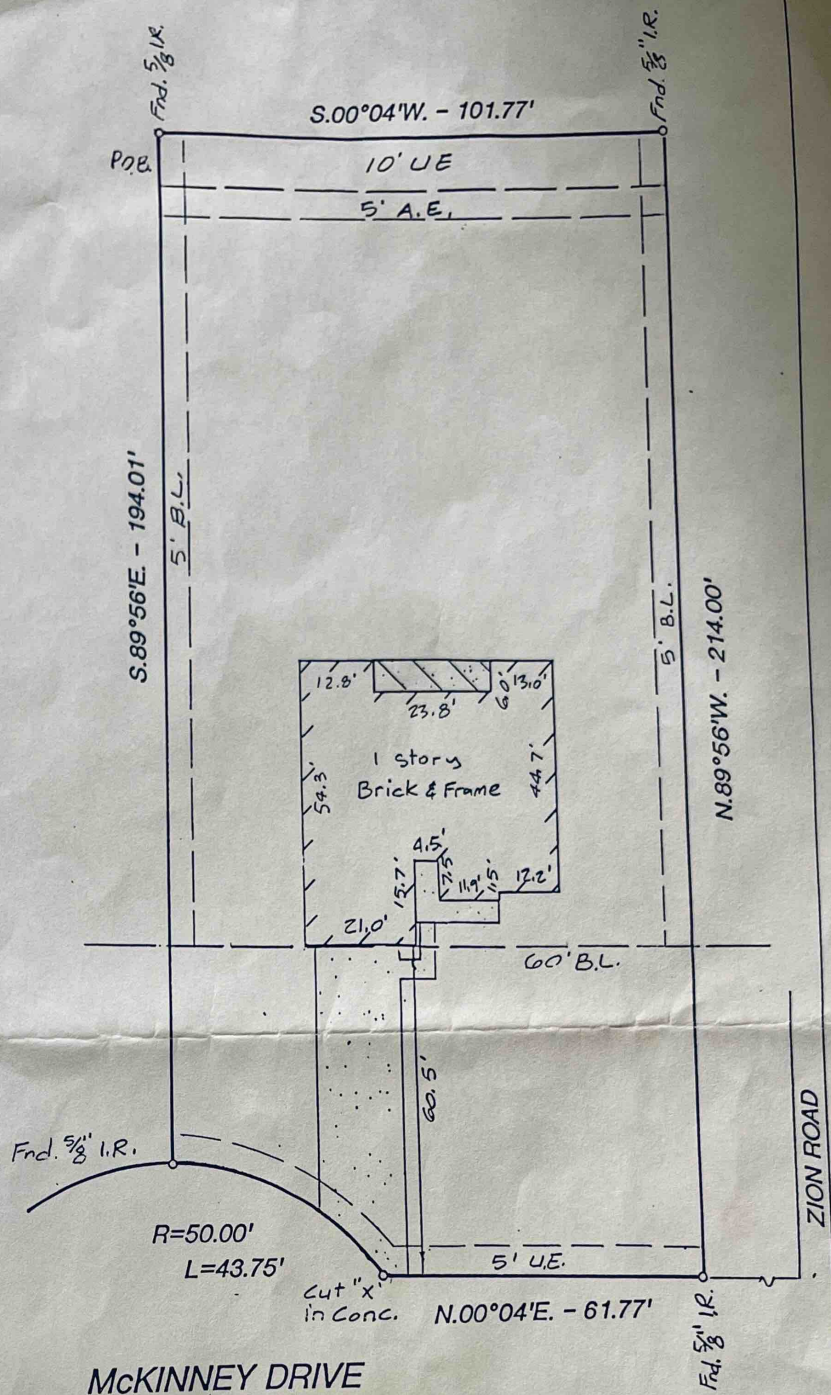 Fnd. 5/8 I.R.
Fnd. 5/8" I.R.
S.00°04'W. - 101.77'
P.O.B.
10' UE
5' A.E.
S.89°56'E. - 194.01'
5' B.L.
5' B.L.
N.89°56'W. - 214.00'
12.8'
23.8'
6.0'
13.0'
1 Story
Brick & Frame
54.3'
44.7'
4.5'
15.7'
7.5'
11.9'
1.5'
12.2'
21.0'
60' B.L.
60.5'
ZION ROAD
Fnd. 5/8" I.R.
R=50.00'
L=43.75'
5' U.E.
Cut "x"
in Conc.
N.00°04'E. - 61.77'
Fnd. 5/8" I.R.
McKINNEY DRIVE